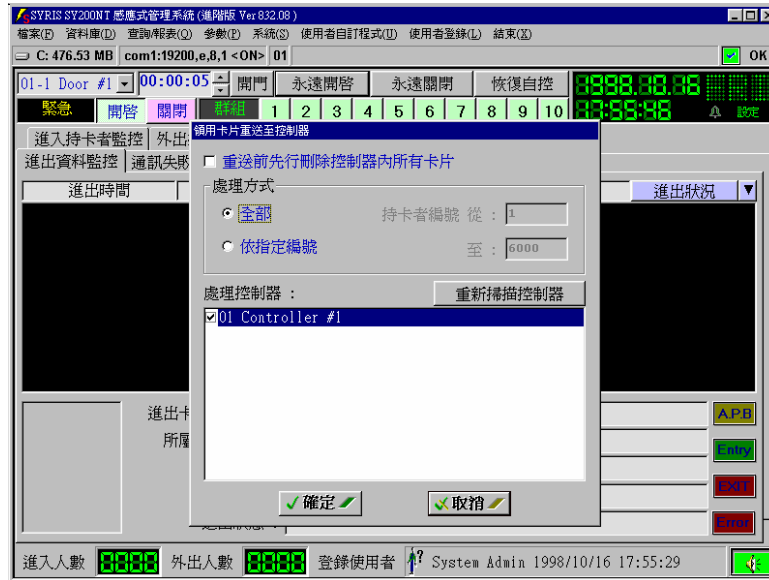 SYRIS SY200NT 感應式管理系統 (進階版 Ver 832.08 )
檔案(F) 資料庫(D) 查詢/報表(Q) 參數(P) 系統(S) 使用者自訂程式(U) 使用者登錄(L) 結束(X)
C: 476.53 MB com1:19200,e,8,1 <ON> 01 OK
01-1 Door #1 00:00:05 開門 永遠開啓 永遠關閉 恢復自控
緊急 開啓 關閉 群組 1 2 3 4 5 6 7 8 9 10 設定
進入持卡者監控 外出
領用卡片重送至控制器
進出資料監控 通訊失敗
重送前先行刪除控制器內所有卡片
進出時間 進出狀況
處理方式
全部 持卡者編號 從 : 1
依指定編號 至 : 6000
處理控制器 : 重新掃描控制器
01 Controller #1
進出卡
所屬
A.P.B
Entry
EXIT
Error
確定 取消
進入人數 8888 外出人數 8888 登錄使用者 System Admin 1998/10/16 17:55:29